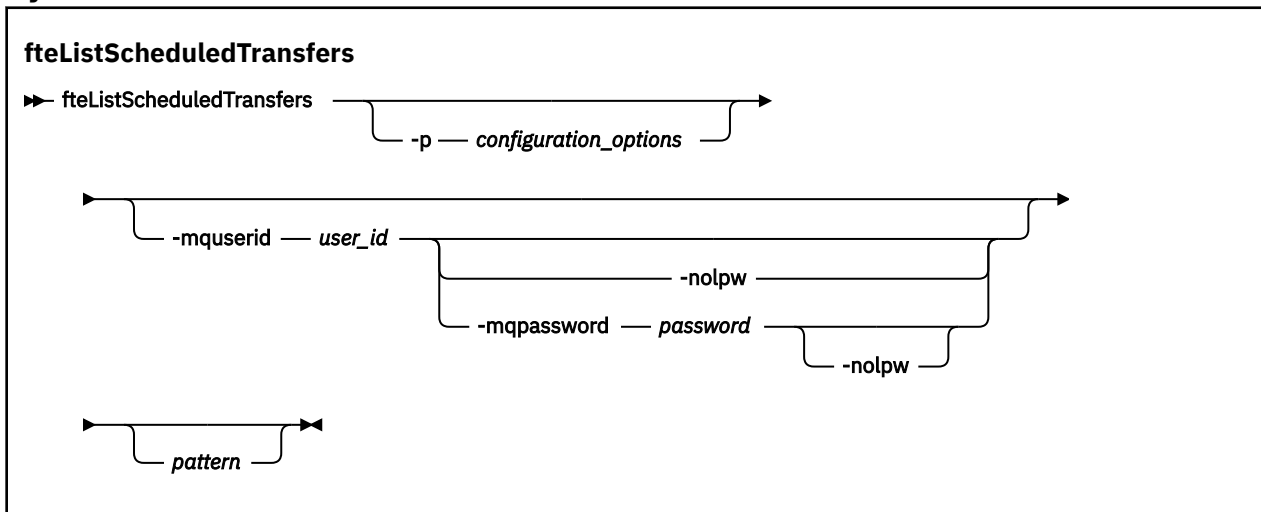 fteListScheduledTransfers
fteListScheduledTransfers
-p configuration_options
-mquserid user_id
-nolpw
-mqpassword password
-nolpw
pattern